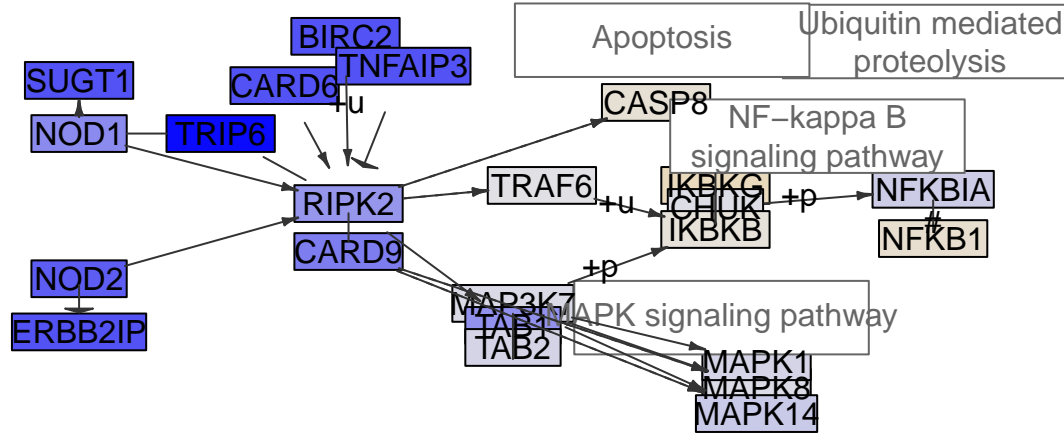 BIRC2
Apoptosis
Ubiquitin mediated
proteolysis
TNFAIP3
SUGT1
CARD6
+u
CASP8
NOD1
TRIP6
NF−kappa B
signaling pathway
RIPK2
TRAF6
+u
IKBKG
CHUK
IKBKB
+p
NFKBIA
#
NFKB1
CARD9
+p
NOD2
ERBB2IP
MAP3K7
TAB1
TAB2
MAPK signaling pathway
MAPK1
MAPK8
MAPK14